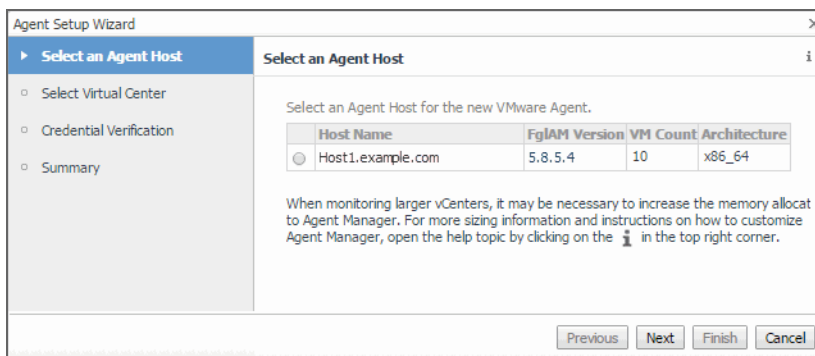 Agent Setup Wizard
Select an Agent Host
Select Virtual Center
Credential Verification
Summary
Select an Agent Host
i
Select an Agent Host for the new VMware Agent.
Host Name FglAM Version VM Count Architecture
Host1.example.com 5.8.5.4 10 x86_64
When monitoring larger vCenters, it may be necessary to increase the memory allocat
to Agent Manager. For more sizing information and instructions on how to customize
Agent Manager, open the help topic by clicking on the i in the top right corner.
Previous Next Finish Cancel